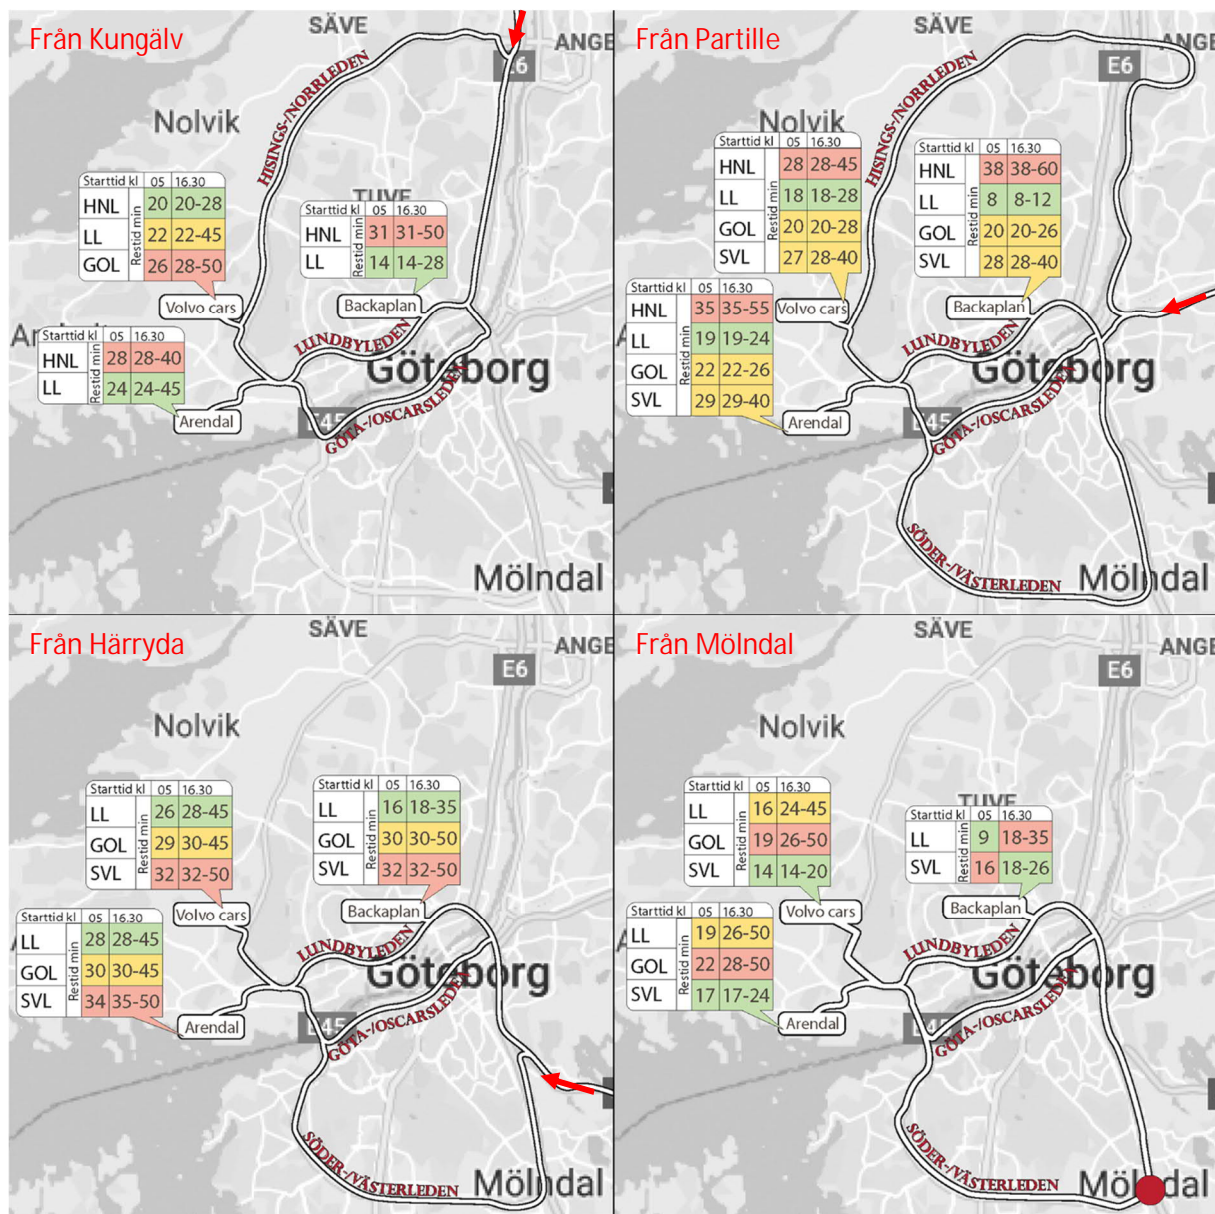 Från Kungälv
SÄVE
ANGE
E6
HISINGS-/NORRLEDEN
Nolvik
TUVE
Starttid kl 05 16.30
Restid min
HNL 20 20-28
LL 22 22-45
GOL 26 28-50
Volvo cars
Starttid kl 05 16.30
Restid min
HNL 31 31-50
LL 14 14-28
Backaplan
Starttid kl 05 16.30
Restid min
HNL 28 28-40
LL 24 24-45
Arendal
LUNDBYLEDEN
Göteborg
E45
GÖTA-/OSCARSLEDEN
Mölndal
Från Partille
SÄVE
ANGE
E6
HISINGS-/NORRLEDEN
Nolvik
Starttid kl 05 16.30
Restid min
HNL 28 28-45
LL 18 18-28
GOL 20 20-28
SVL 27 28-40
Volvo cars
Starttid kl 05 16.30
Restid min
HNL 38 38-60
LL 8 8-12
GOL 20 20-26
SVL 28 28-40
Backaplan
Starttid kl 05 16.30
Restid min
HNL 35 35-55
LL 19 19-24
GOL 22 22-26
SVL 29 29-40
Arendal
LUNDBYLEDEN
Göteborg
E45
GÖTA-/OSCARSLEDEN
SÖDER-/VÄSTERLEDEN
Mölndal
Från Härryda
SÄVE
ANGE
E6
Nolvik
Starttid kl 05 16.30
Restid min
LL 26 28-45
GOL 29 30-45
SVL 32 32-50
Volvo cars
Starttid kl 05 16.30
Restid min
LL 16 18-35
GOL 30 30-50
SVL 32 32-50
Backaplan
Starttid kl 05 16.30
Restid min
LL 28 28-45
GOL 30 30-45
SVL 34 35-50
Arendal
LUNDBYLEDEN
Göteborg
E45
GÖTA-/OSCARSLEDEN
SÖDER-/VÄSTERLEDEN
Mölndal
Från Mölndal
SÄVE
ANGE
E6
Nolvik
TUVE
Starttid kl 05 16.30
Restid min
LL 16 24-45
GOL 19 26-50
SVL 14 14-20
Volvo cars
Starttid kl 05 16.30
Restid min
LL 9 18-35
SVL 16 18-26
Backaplan
Starttid kl 05 16.30
Restid min
LL 19 26-50
GOL 22 28-50
SVL 17 17-24
Arendal
LUNDBYLEDEN
Göteborg
E45
GÖTA-/OSCARSLEDEN
SÖDER-/VÄSTERLEDEN
Mölndal